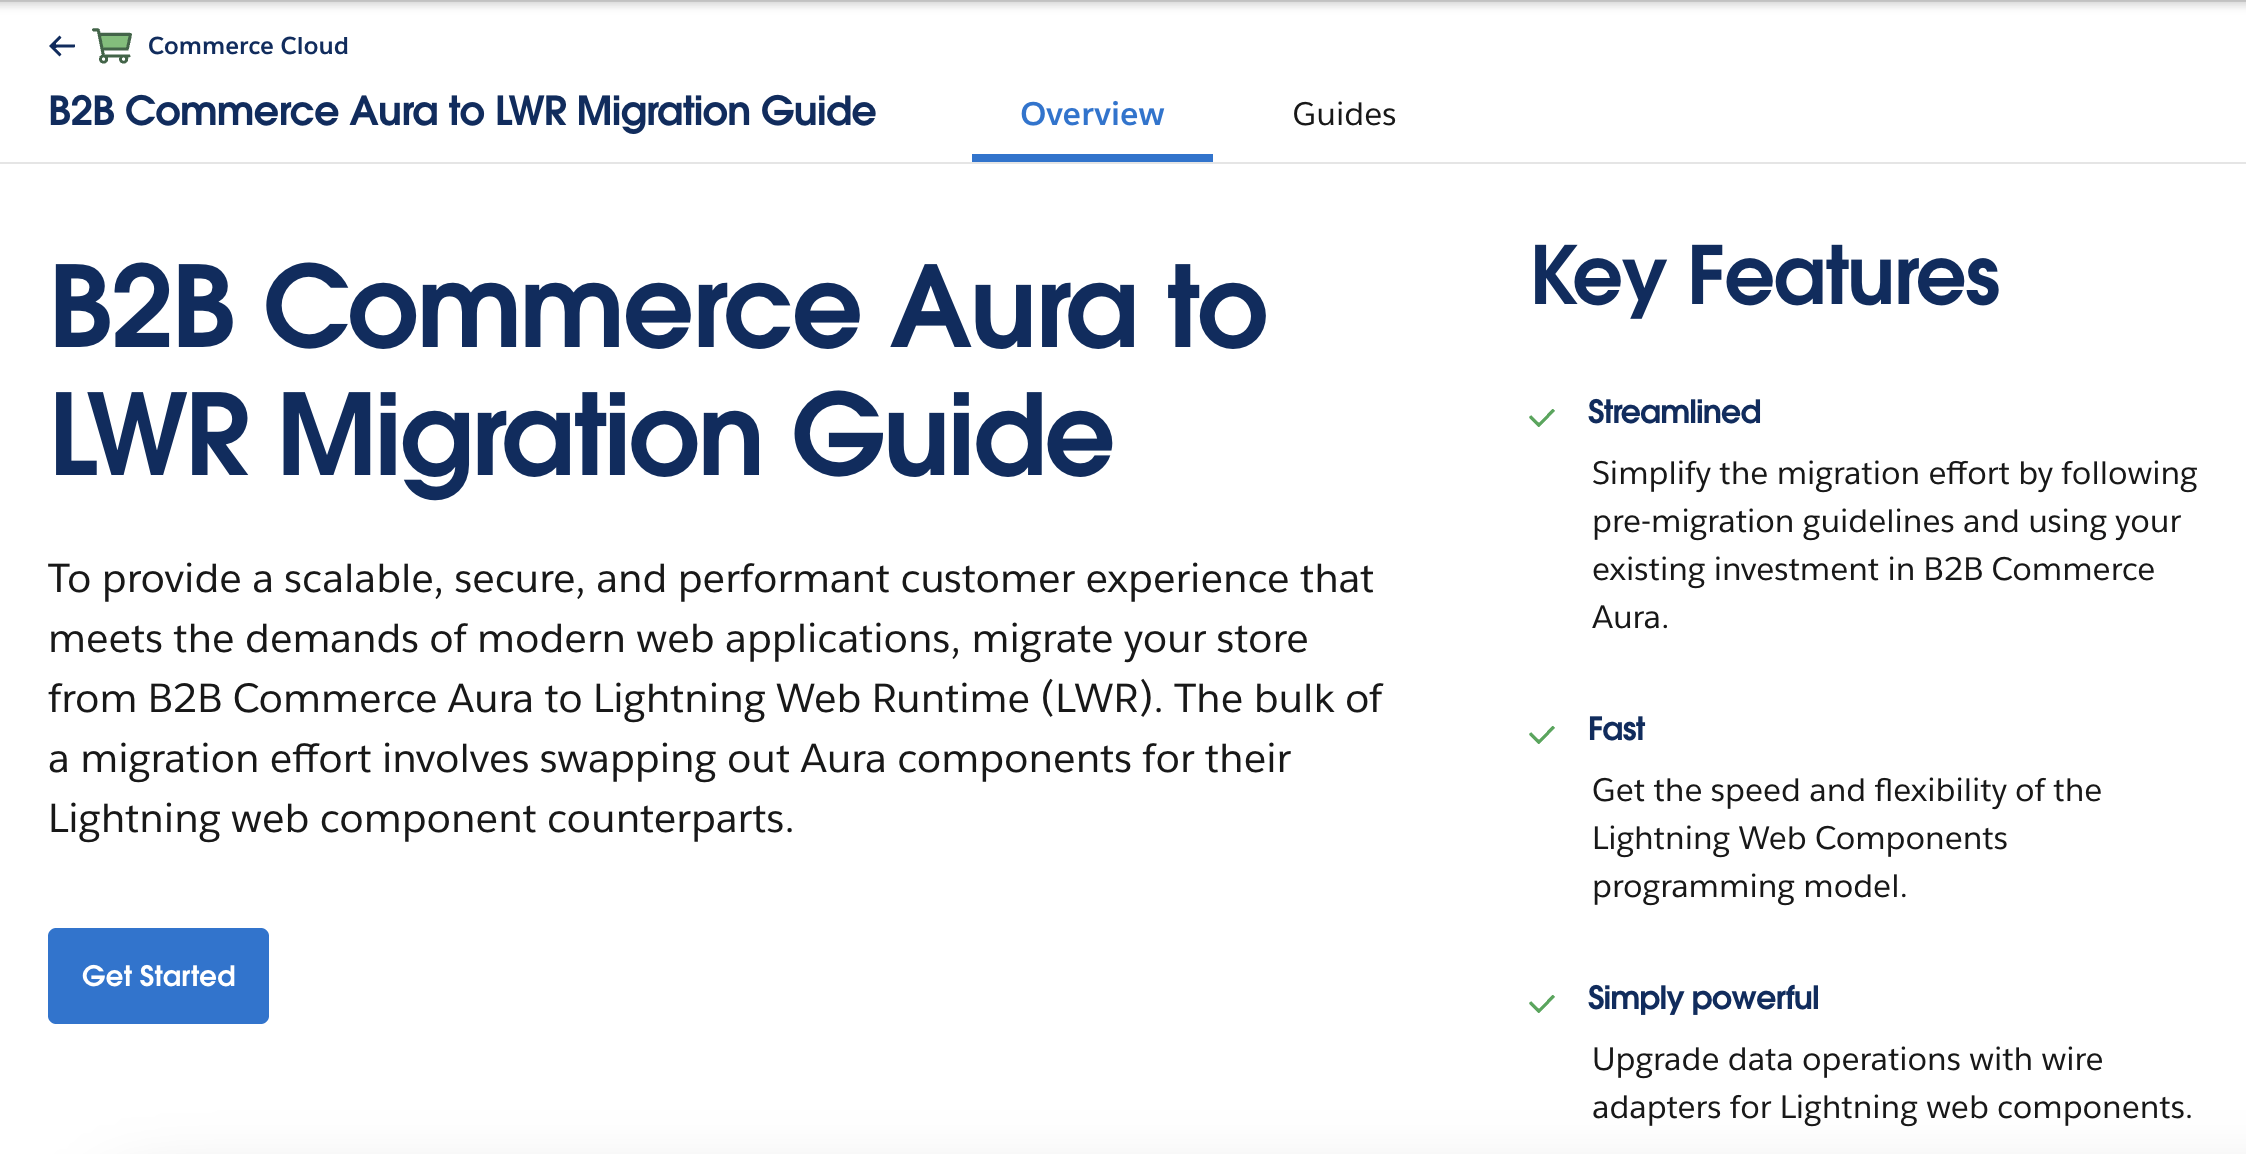 Commerce Cloud
B2B Commerce Aura to LWR Migration Guide
Overview
Guides
B2B Commerce Aura to
LWR Migration Guide
To provide a scalable, secure, and performant customer experience that
meets the demands of modern web applications, migrate your store
from B2B Commerce Aura to Lightning Web Runtime (LWR). The bulk of
a migration effort involves swapping out Aura components for their
Lightning web component counterparts.
Get Started
Key Features
Streamlined
Simplify the migration effort by following
pre-migration guidelines and using your
existing investment in B2B Commerce
Aura.
Fast
Get the speed and flexibility of the
Lightning Web Components
programming model.
Simply powerful
Upgrade data operations with wire
adapters for Lightning web components.